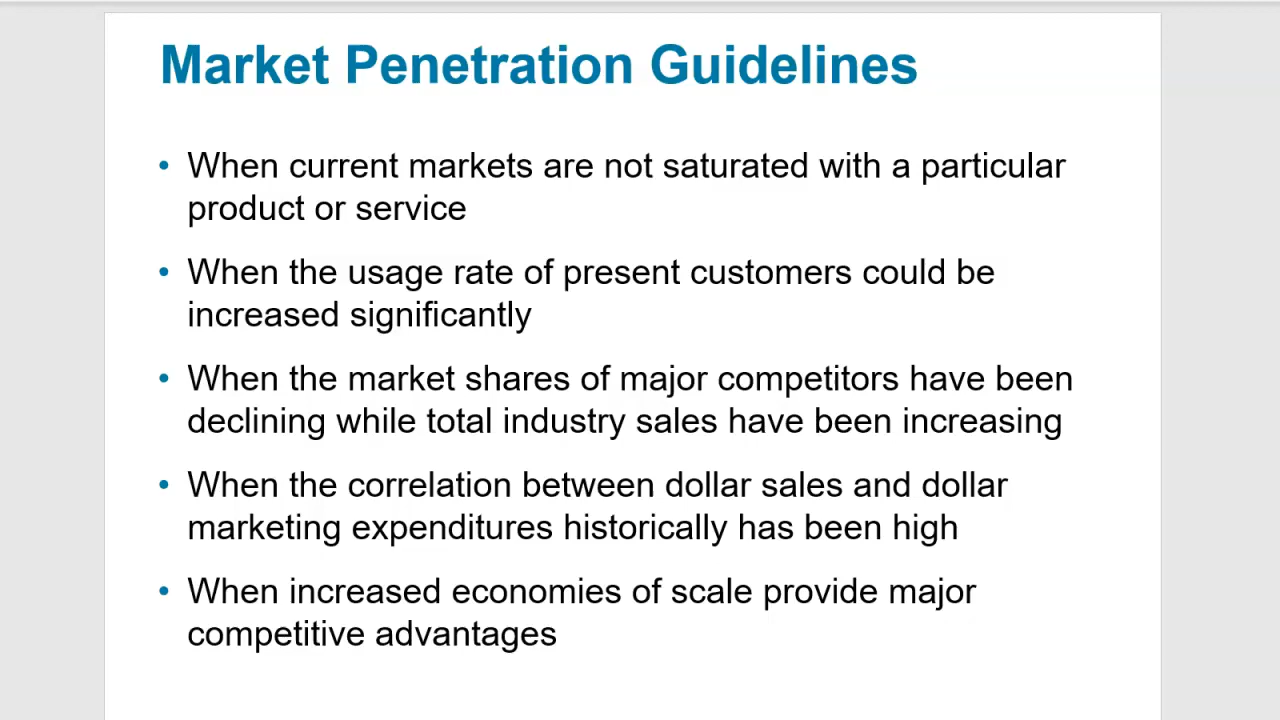 Market Penetration Guidelines
• When current markets are not saturated with a particular
product or service
• When the usage rate of present customers could be
increased significantly
• When the market shares of major competitors have been
declining while total industry sales have been increasing
• When the correlation between dollar sales and dollar
marketing expenditures historically has been high
• When increased economies of scale provide major
competitive advantages